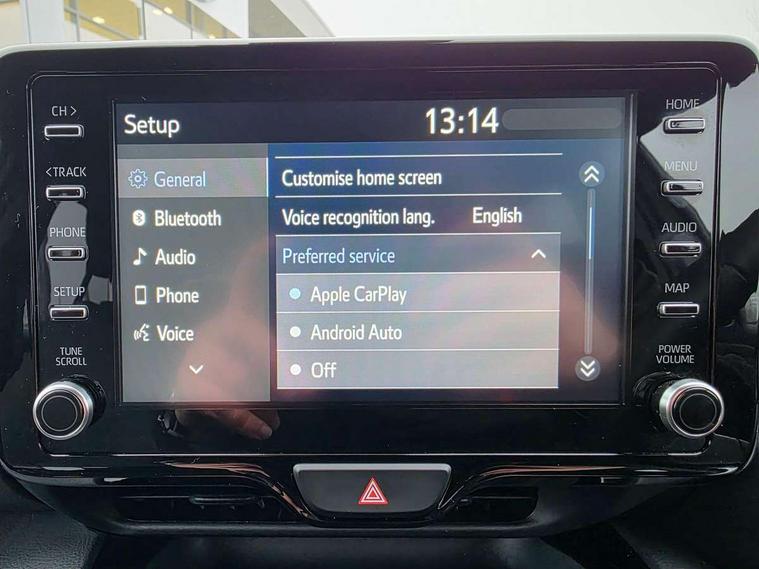 CH >
<TRACK
PHONE
SETUP
TUNE
SCROLL
Setup
13:14
General
Bluetooth
Audio
Phone
Voice
Customise home screen
Voice recognition lang. English
Preferred service
Apple CarPlay
Android Auto
Off
HOME
MENU
AUDIO
MAP
POWER
VOLUME